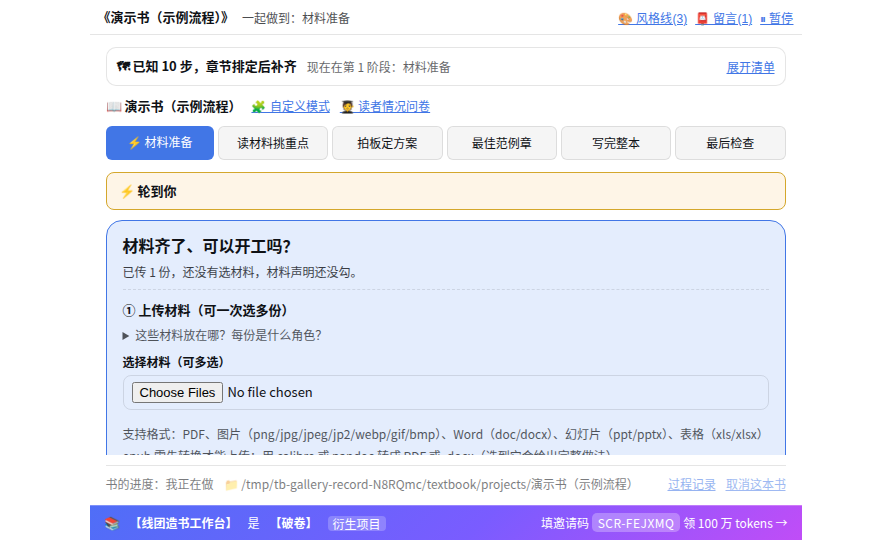 《演示书（示例流程）》 一起做到：材料准备 🎨 风格线(3) 📮 留言(1) ⏸ 暂停
🗺 已知 10 步，章节排定后补齐 现在在第 1 阶段：材料准备 展开清单
📖 演示书（示例流程） 🧩 自定义模式 🧑‍🎓 读者情况问卷
⚡ 材料准备 读材料挑重点 拍板定方案 最佳范例章 写完整本 最后检查
⚡ 轮到你
材料齐了、可以开工吗？
已传 1 份，还没有选材料，材料声明还没勾。
① 上传材料（可一次选多份）
▶ 这些材料放在哪？每份是什么角色？
选择材料（可多选）
Choose Files No file chosen
支持格式：PDF、图片（png/jpg/jpeg/jp2/webp/gif/bmp）、Word（doc/docx）、幻灯片（ppt/pptx）、表格（xls/xlsx）
书的进度：我正在做 📁 /tmp/tb-gallery-record-N8RQmc/textbook/projects/演示书（示例流程） 过程记录 取消这本书
📚 【线团造书工作台】 是 【破卷】 衍生项目 填邀请码 SCR-FEJXMQ 领 100 万 tokens →